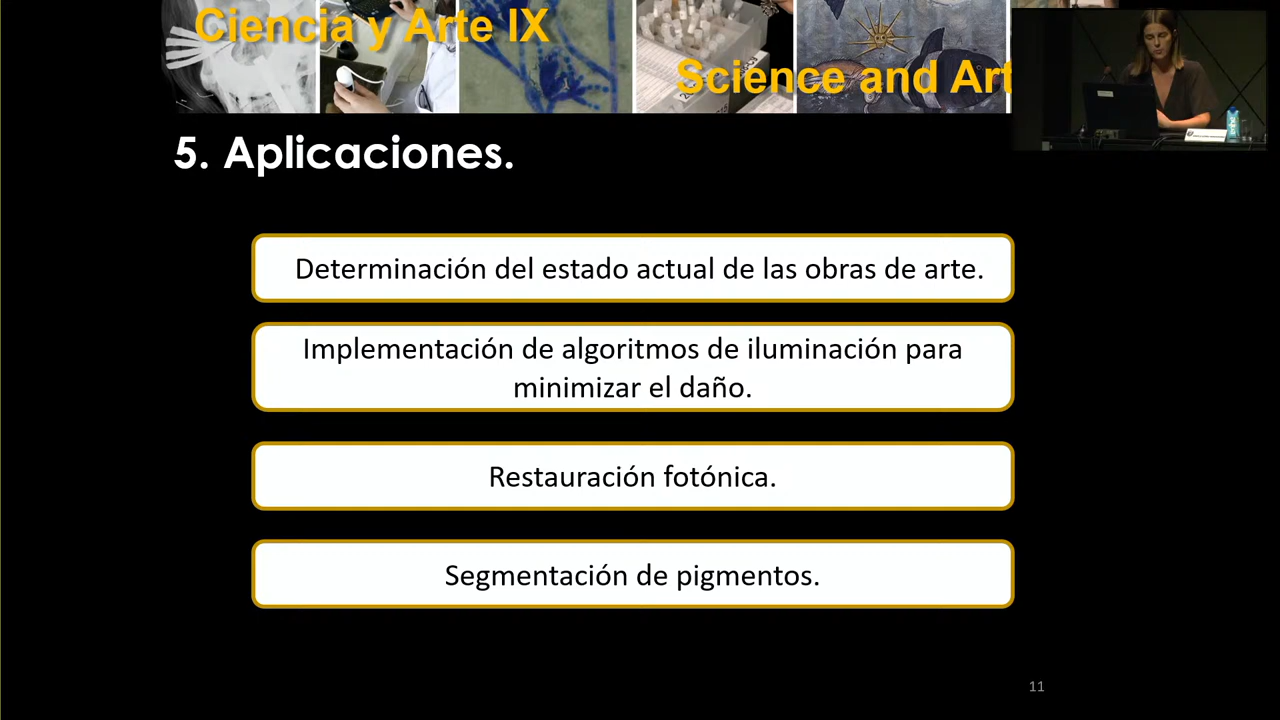 Ciencia y Arte IX
Science and Art
5. Aplicaciones.
Determinación del estado actual de las obras de arte.
Implementación de algoritmos de iluminación para
minimizar el daño.
Restauración fotónica.
Segmentación de pigmentos.
11